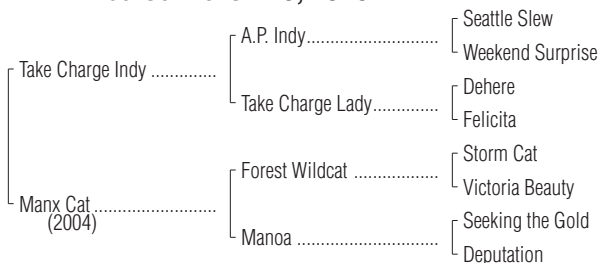 Seattle Slew
A.P. Indy
Weekend Surprise
Take Charge Indy
Dehere
Take Charge Lady
Felicita
Storm Cat
Forest Wildcat
Victoria Beauty
Manx Cat
(2004)
Seeking the Gold
Manoa
Deputation